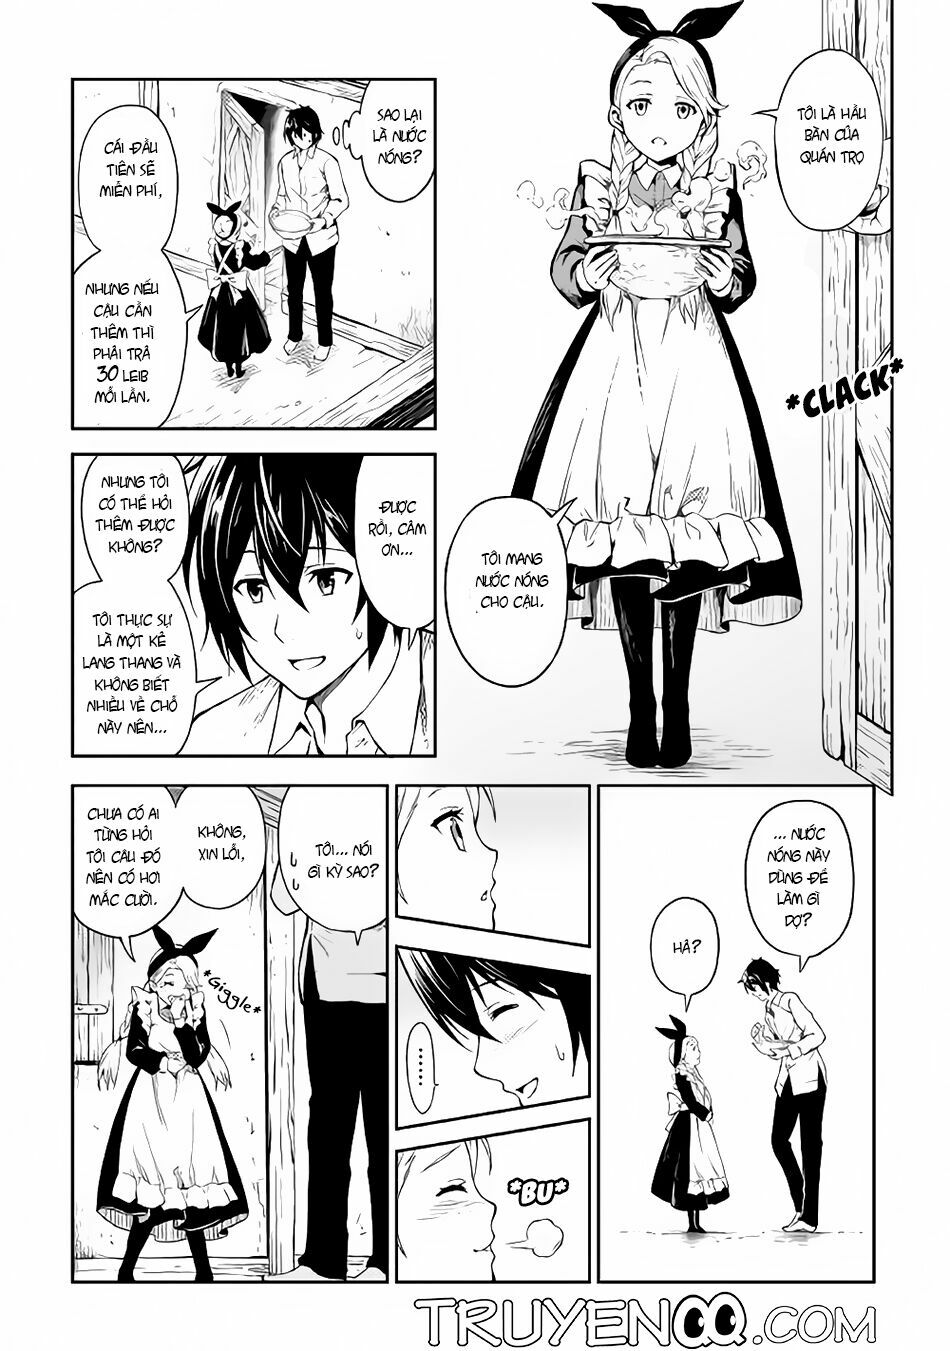 TÔI LÀ HẦU
BÀN CỦA
QUÁN TRỌ
*CLACK*
TÔI MANG
NƯỚC NÓNG
CHO CẬU.
SAO LẠI
LÀ NƯỚC
NÓNG?
CÁI ĐẦU
TIÊN SẼ
MIỄN PHÍ,
NHƯNG NẾU
CẬU CẦN
THÊM THÌ
PHẢI TRẢ
30 LEIB
MỖI LẦN.
ĐƯỢC
RỒI, CẢM
ƠN...
NHƯNG TÔI
CÓ THỂ HỎI
THÊM ĐƯỢC
KHÔNG?
TÔI THỰC SỰ
LÀ MỘT KẺ
LANG THANG VÀ
KHÔNG BIẾT
NHIỀU VỀ CHỖ
NÀY NÊN...
... NƯỚC
NÓNG NÀY
DÙNG ĐỂ
LÀM GÌ
DỢ?
HẢ?
......
*BU*
TÔI... NÓI
GÌ KỲ SAO?
KHÔNG,
XIN LỖI,
CHƯA CÓ AI
TỪNG HỎI
TÔI CÂU ĐÓ
NÊN CÓ HƠI
MẮC CƯỜI.
*Giggle*
TRUYENQQ.COM